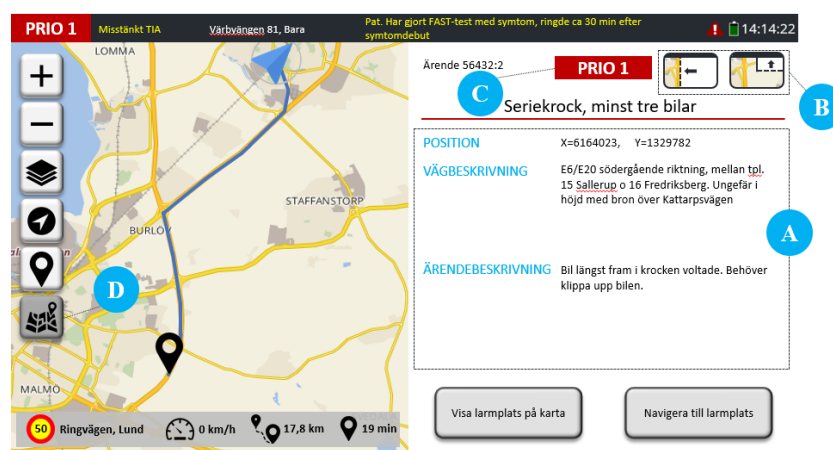 PRIO 1
Misstänkt TIA
Värbyängen 81, Bara
Pat. Har gjort FAST-test med symtom, ringde ca 30 min efter
symtomdebut
14:14:22
LOMMA
STAFFANSTORP
BURLÖV
MALMÖ
D
50
Ringvägen, Lund
0 km/h
17,8 km
19 min
Ärende 56432:2
PRIO 1
C
B
Seriekrock, minst tre bilar
POSITION
X=6164023, Y=1329782
VÄGBESKRIVNING
E6/E20 södergående riktning, mellan tpl.
15 Sallerup o 16 Fredriksberg. Ungefär i
höjd med bron över Kattarpsvägen
A
ÄRENDEBESKRIVNING
Bil längst fram i krocken voltade. Behöver
klippa upp bilen.
Visa larmplats på karta
Navigera till larmplats